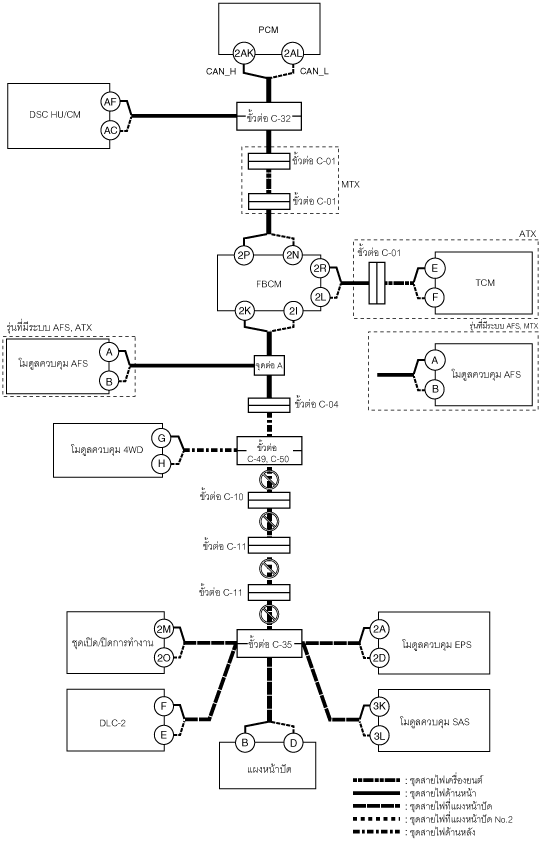 PCM
2AK
2AL
CAN_H
CAN_L
DSC HU/CM
AF
AC
ขั้วต่อ C-32
ขั้วต่อ C-01
MTX
ขั้วต่อ C-01
2P
2N
FBCM
2R
2L
2K
2I
ATX
ขั้วต่อ C-01
E
F
TCM
รุ่นที่มีระบบ AFS, ATX
โมดูลควบคุม AFS
A
B
จุดต่อ A
รุ่นที่มีระบบ AFS, MTX
A
B
โมดูลควบคุม AFS
ขั้วต่อ C-04
โมดูลควบคุม 4WD
G
H
ขั้วต่อ
C-49, C-50
ขั้วต่อ C-10
ขั้วต่อ C-11
ขั้วต่อ C-11
ชุดเปิด/ปิดการทำงาน
2M
2O
ขั้วต่อ C-35
2A
2D
โมดูลควบคุม EPS
DLC-2
F
E
3K
3L
โมดูลควบคุม SAS
B
D
แผงหน้าปัด
: ชุดสายไฟเครื่องยนต์
: ชุดสายไฟด้านหน้า
: ชุดสายไฟที่แผงหน้าปัด
: ชุดสายไฟที่แผงหน้าปัด No.2
: ชุดสายไฟด้านหลัง